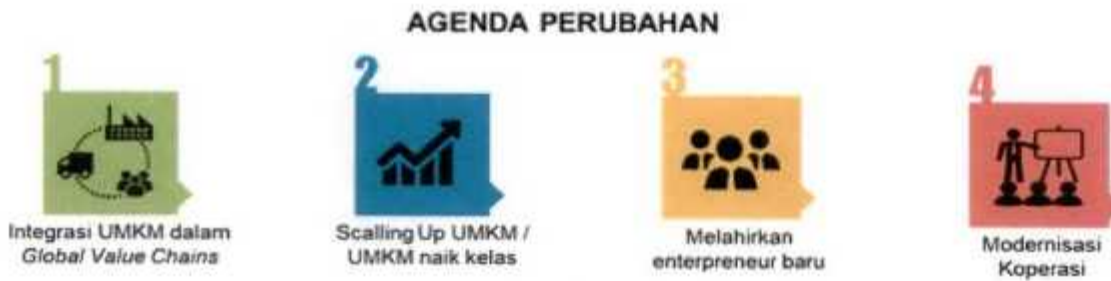 AGENDA PERUBAHAN
1
2
3
4
Integrasi UMKM dalam
Global Value Chains
Scalling Up UMKM /
UMKM naik kelas
Melahirkan
enterpreneur baru
Modernisasi
Koperasi